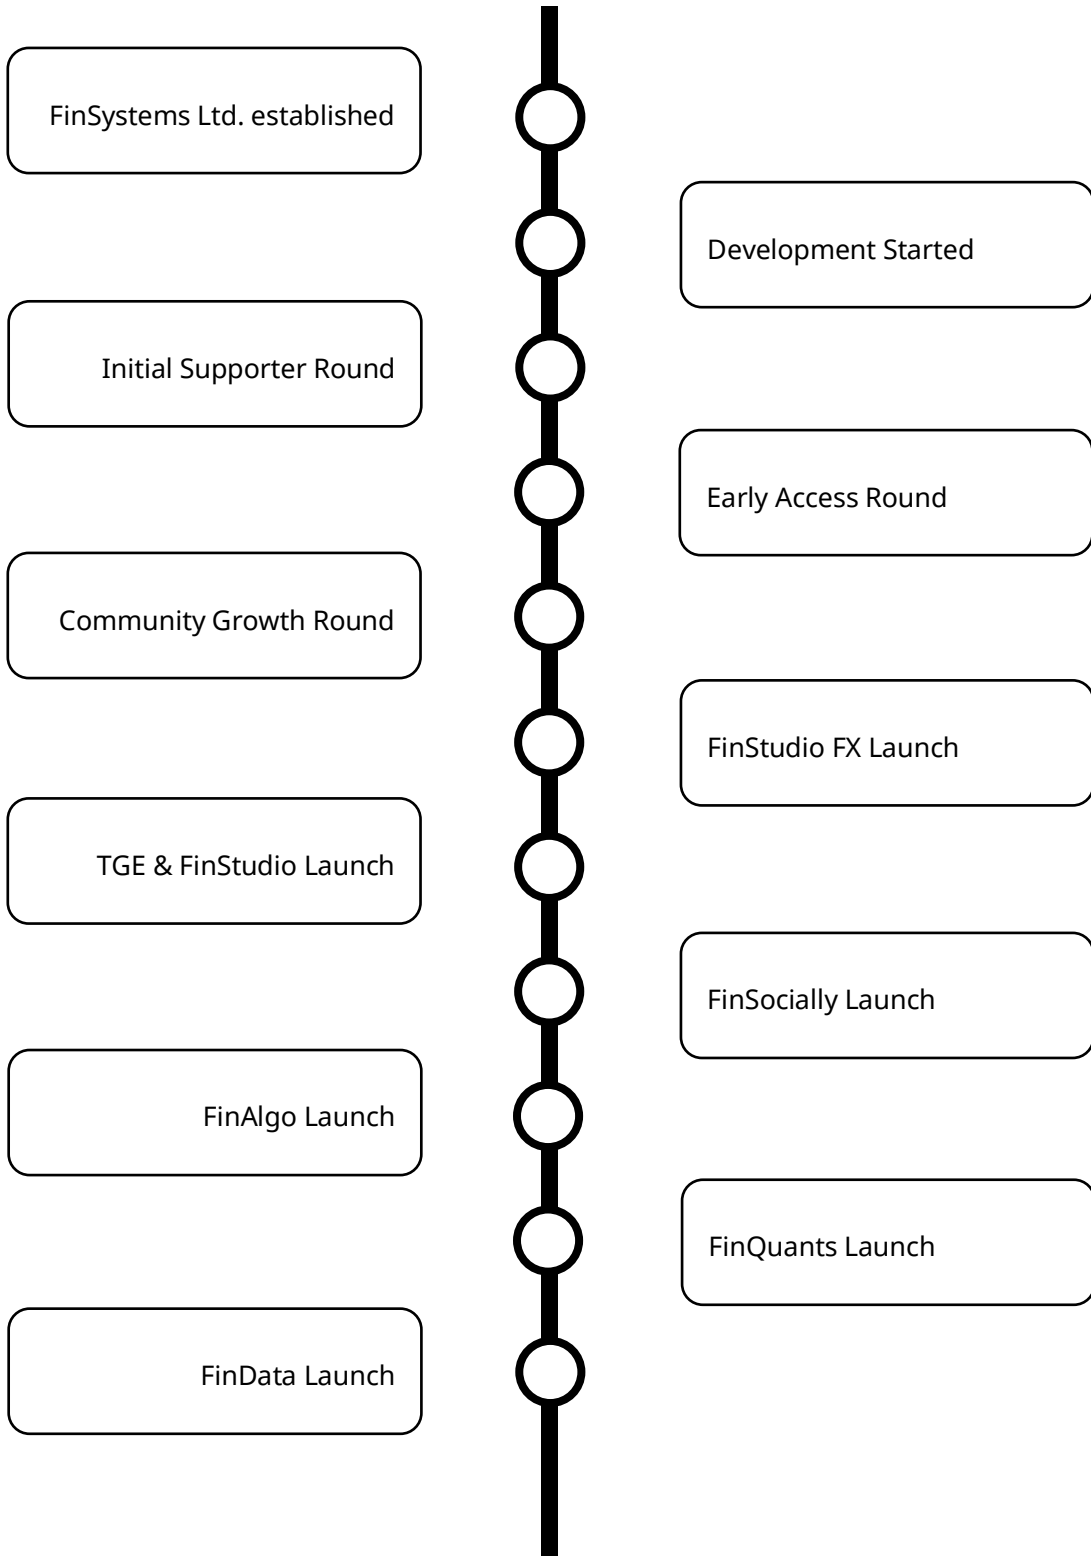 FinSystems Ltd. established
Development Started
Initial Supporter Round
Early Access Round
Community Growth Round
FinStudio FX Launch
TGE & FinStudio Launch
FinSocially Launch
FinAlgo Launch
FinQuants Launch
FinData Launch